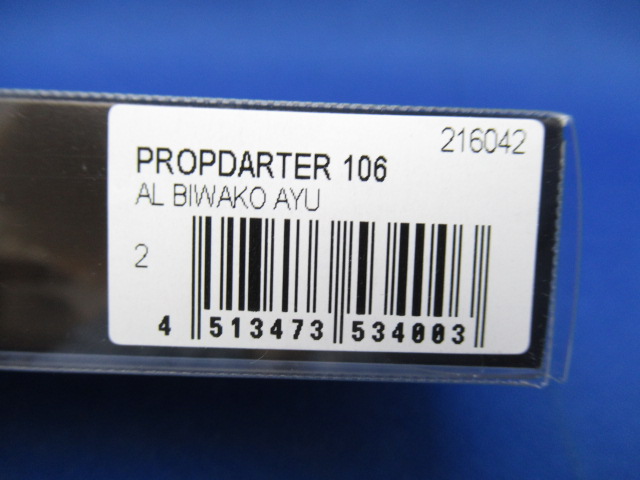 216042
PROPDARTER 106
AL BIWAKO AYU
2
4 513473 534003